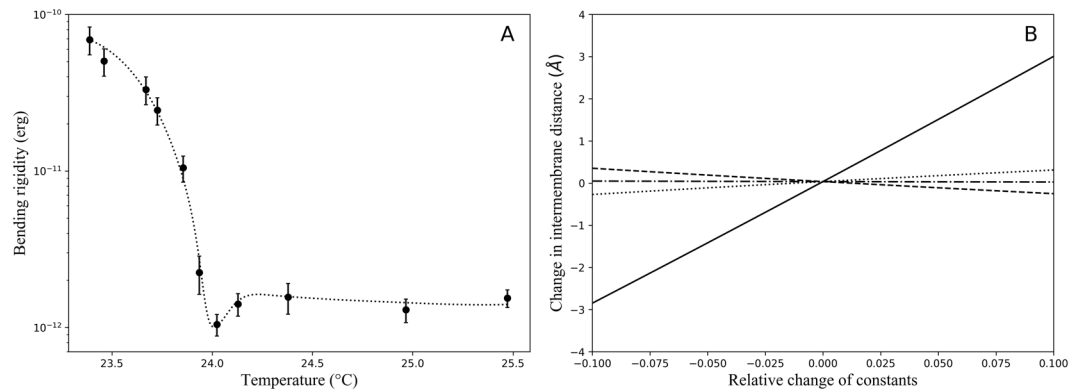 A
10⁻¹⁰
10⁻¹¹
10⁻¹²
Bending rigidity (erg)
23.5 24.0 24.5 25.0 25.5
Temperature (°C)
B
4
3
2
1
0
−1
−2
−3
−4
Change in intermembrane distance (Å)
−0.100 −0.075 −0.050 −0.025 0.000 0.025 0.050 0.075 0.100
Relative change of constants